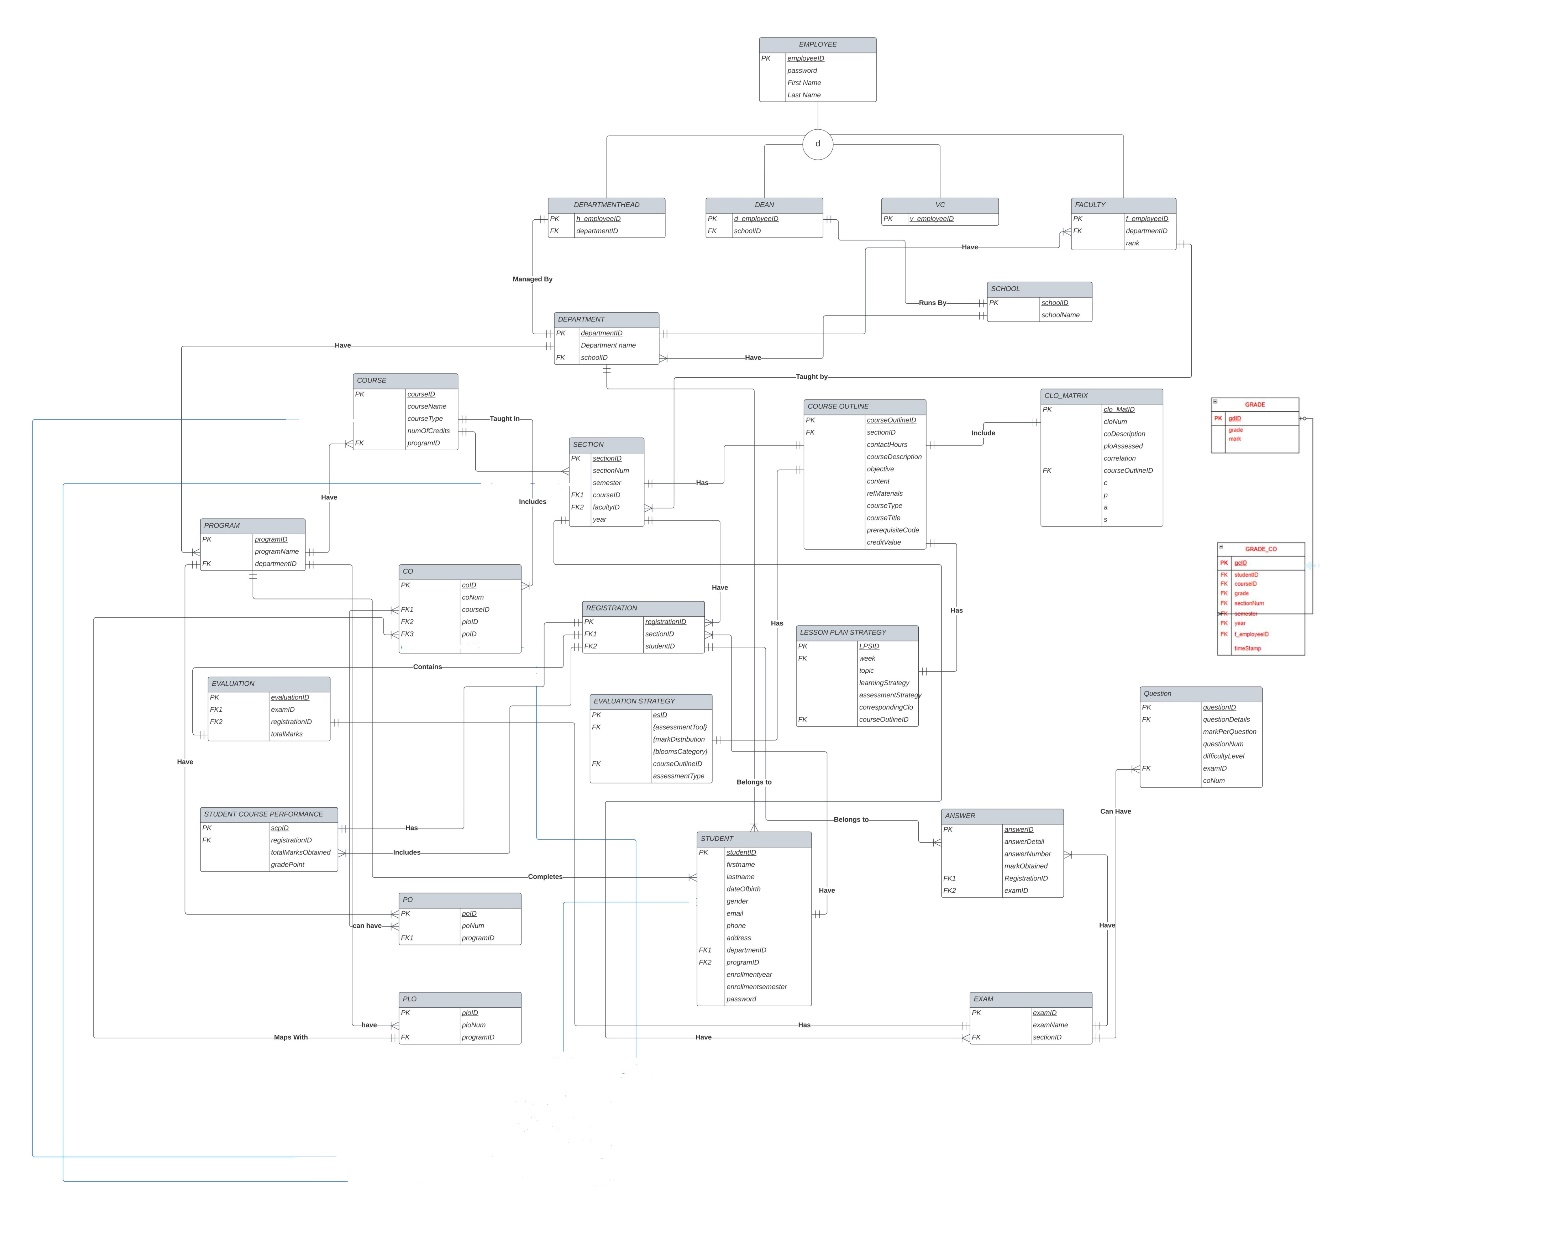 EMPLOYEE
PK employeeID
password
First Name
Last Name
d
DEPARTMENTHEAD
PK h_employeeID
FK departmentID
DEAN
PK d_employeeID
FK schoolID
VC
PK v_employeeID
FACULTY
PK f_employeeID
FK departmentID
rank
Have
Managed By
SCHOOL
PK schoolID
schoolName
Runs By
DEPARTMENT
PK departmentID
Department name
FK schoolID
Have
Have
Taught by
COURSE
PK courseID
courseName
courseType
numOfCredits
FK programID
Taught In
SECTION
PK sectionID
sectionNum
semester
FK1 courseID
FK2 facultyID
year
Has
Includes
Have
COURSE OUTLINE
PK courseOutlineID
FK sectionID
contactHours
courseDescription
objective
content
refMaterials
courseType
courseTitle
prerequisiteCode
creditValue
Include
CLO_MATRIX
PK clo_MatID
cloNum
coDescription
ploAssessed
correlation
FK courseOutlineID
c
p
a
s
GRADE
PK gdID
grade
mark
PROGRAM
PK programID
programName
FK departmentID
CO
PK coID
coNum
FK1 courseID
FK2 ploID
FK3 poID
Have
Has
Has
REGISTRATION
PK registrationID
FK1 sectionID
FK2 studentID
GRADE_CO
PK gdID
FK studentID
FK courseID
FK grade
FK sectionNum
FK semester
FK year
FK f_employeeID
timeStamp
LESSON PLAN STRATEGY
PK LPSID
FK week
topic
learningStrategy
assessmentStrategy
correspondingClo
FK courseOutlineID
Contains
EVALUATION
PK evaluationID
FK1 examID
FK2 registrationID
totalMarks
EVALUATION STRATEGY
PK esID
FK {assessmentTool}
{markDistribution
{bloomsCategory}
FK courseOutlineID
assessmentType
Question
PK questionID
FK questionDetails
markPerQuestion
questionNum
difficultyLevel
FK examID
coNum
Have
Belongs to
Can Have
STUDENT COURSE PERFORMANCE
PK scpID
FK registrationID
totalMarksObtained
gradePoint
Has
Includes
Belongs to
ANSWER
PK answerID
answerDetail
answerNumber
markObtained
FK1 RegistrationID
FK2 examID
STUDENT
PK studentID
firstname
lastname
dateOfbirth
gender
email
phone
address
FK1 departmentID
FK2 programID
enrollmentyear
enrollmentsemester
password
Completes
Have
PO
PK poID
poNum
FK1 programID
can have
Have
PLO
PK ploID
ploNum
FK programID
have
Maps With
Has
Have
EXAM
PK examID
examName
FK sectionID